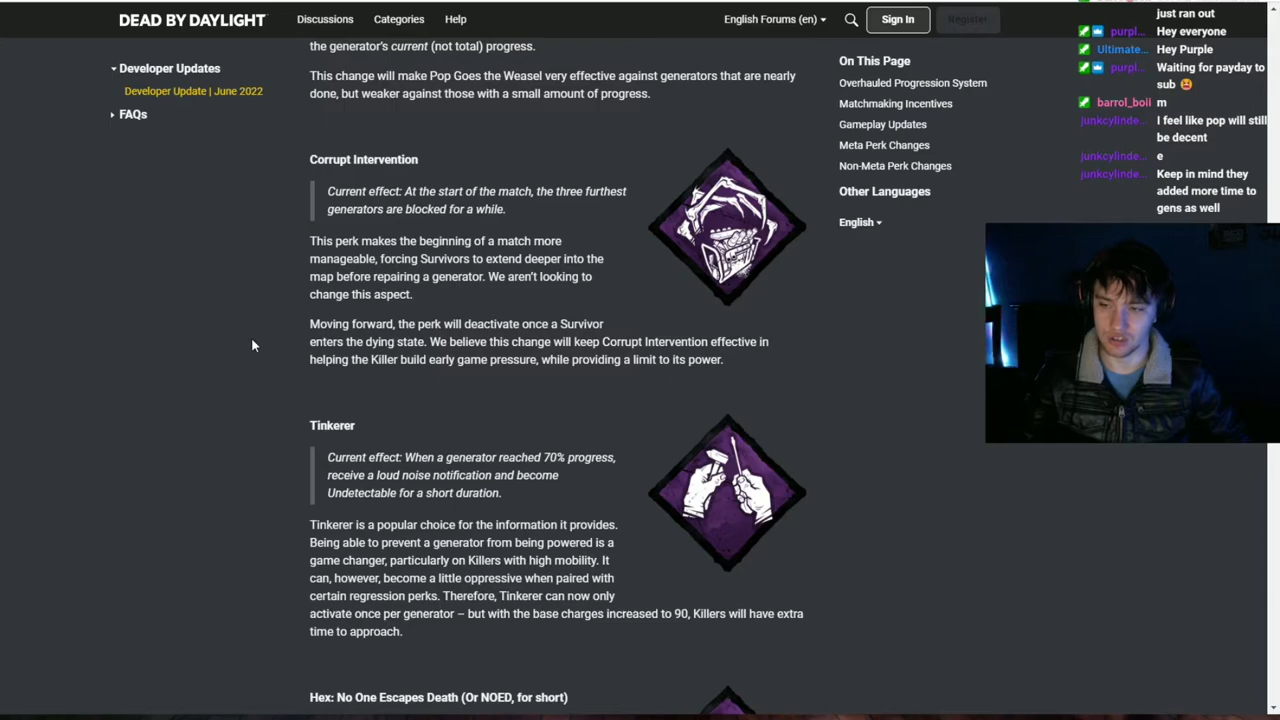 DEAD BY DAYLIGHT
Discussions
Categories
Help
English Forums (en)
Sign In
Register
Developer Updates
Developer Update | June 2022
FAQs
the generator's current (not total) progress.
This change will make Pop Goes the Weasel very effective against generators that are nearly
done, but weaker against those with a small amount of progress.
Corrupt Intervention
Current effect: At the start of the match, the three furthest
generators are blocked for a while.
This perk makes the beginning of a match more
manageable, forcing Survivors to extend deeper into the
map before repairing a generator. We aren't looking to
change this aspect.
Moving forward, the perk will deactivate once a Survivor
enters the dying state. We believe this change will keep Corrupt Intervention effective in
helping the Killer build early game pressure, while providing a limit to its power.
Tinkerer
Current effect: When a generator reached 70% progress,
receive a loud noise notification and become
Undetectable for a short duration.
Tinkerer is a popular choice for the information it provides.
Being able to prevent a generator from being powered is a
game changer, particularly on Killers with high mobility. It
can, however, become a little oppressive when paired with
certain regression perks. Therefore, Tinkerer can now only
activate once per generator – but with the base charges increased to 90, Killers will have extra
time to approach.
Hex: No One Escapes Death (Or NOED, for short)
On This Page
Overhauled Progression System
Matchmaking Incentives
Gameplay Updates
Meta Perk Changes
Non-Meta Perk Changes
Other Languages
English
just ran out
purpl... Hey everyone
Ultimate... Hey Purple
purpl... Waiting for payday to
sub
barrol_boii m
junkcylinde... I feel like pop will still
be decent
junkcylinde... e
junkcylinde... Keep in mind they
added more time to
gens as well